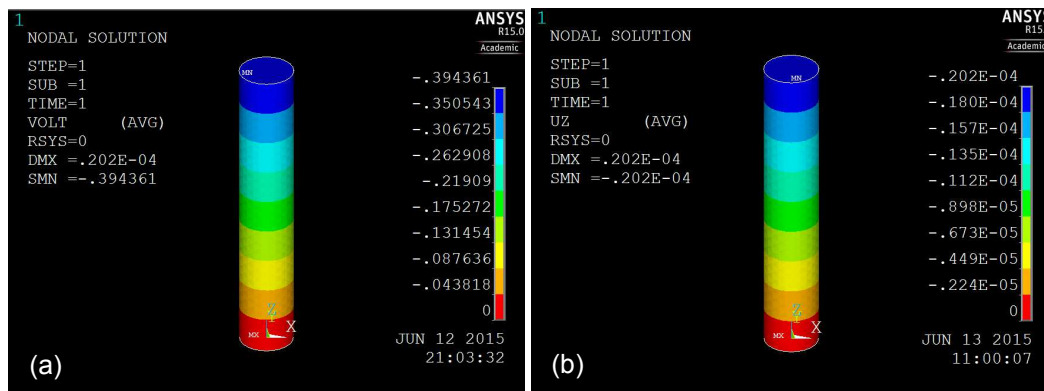 1
NODAL SOLUTION
STEP=1
SUB =1
TIME=1
VOLT (AVG)
RSYS=0
DMX =.202E-04
SMN =-.394361
ANSYS
R15.0
Academic
MN
-.394361
-.350543
-.306725
-.262908
-.21909
-.175272
-.131454
-.087636
-.043818
0
Z
Y
X
MX
JUN 12 2015
21:03:32
(a)
1
NODAL SOLUTION
STEP=1
SUB =1
TIME=1
UZ (AVG)
RSYS=0
DMX =.202E-04
SMN =-.202E-04
ANSYS
R15.
Academic
MN
-.202E-04
-.180E-04
-.157E-04
-.135E-04
-.112E-04
-.898E-05
-.673E-05
-.449E-05
-.224E-05
0
Z
X
MX
JUN 13 2015
11:00:07
(b)